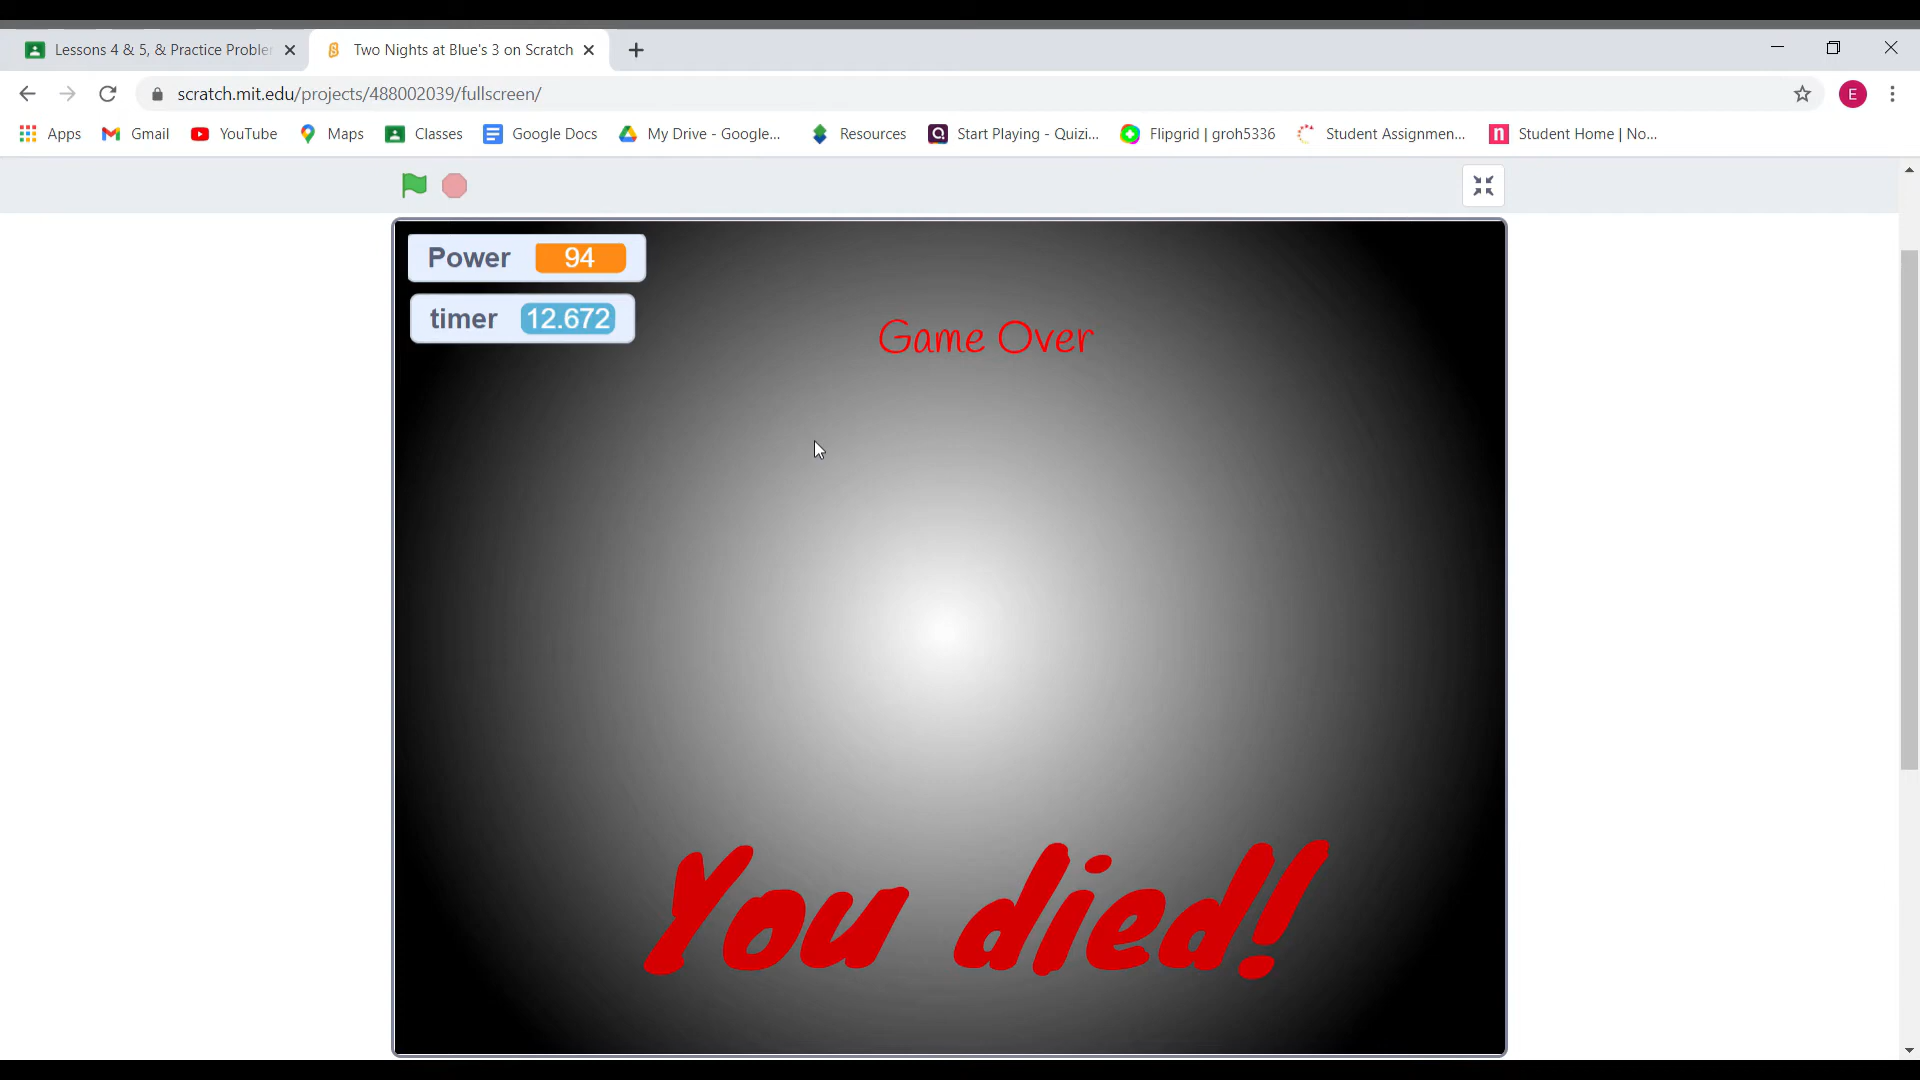 Lessons 4 & 5, & Practice Proble
Two Nights at Blue's 3 on Scratch
scratch.mit.edu/projects/488002039/fullscreen/
E
Apps
Gmail
YouTube
Maps
Classes
Google Docs
My Drive - Google...
Resources
Start Playing - Quizi...
Flipgrid | groh5336
Student Assignmen...
Student Home | No...
Power 94
timer 12.672
Game Over
You died!